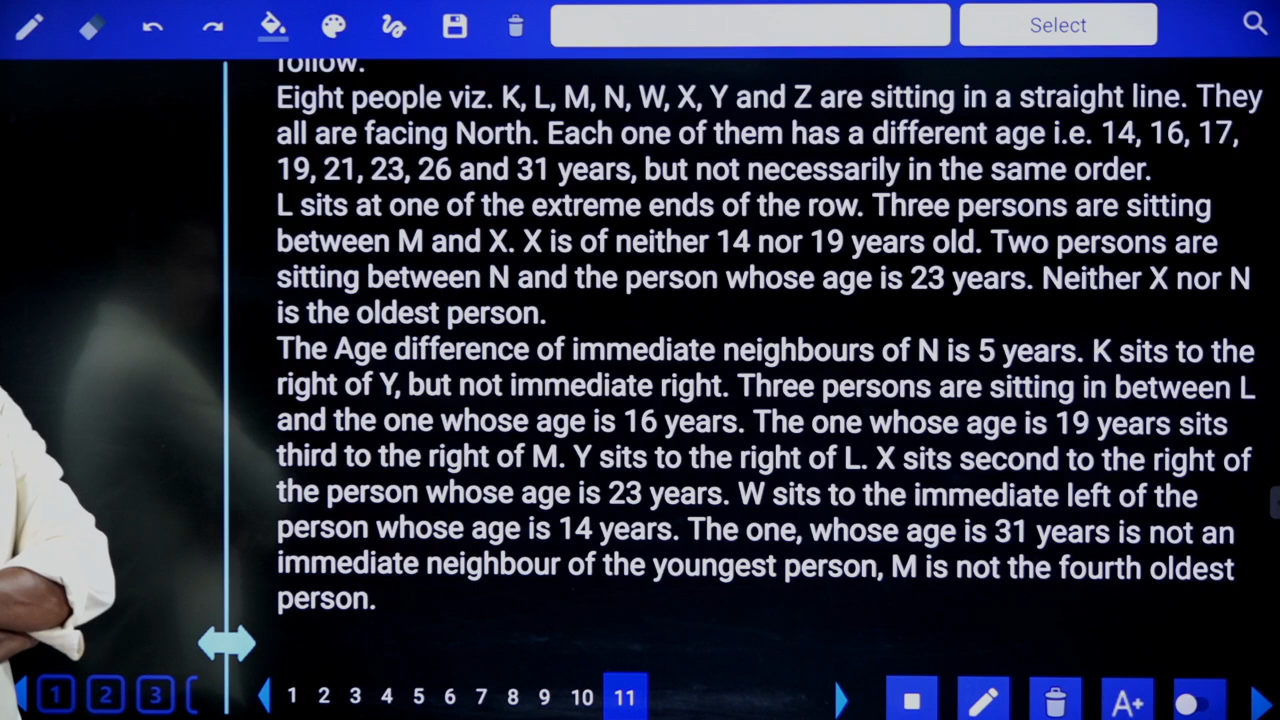 Select
follow.
Eight people viz. K, L, M, N, W, X, Y and Z are sitting in a straight line. They
all are facing North. Each one of them has a different age i.e. 14, 16, 17,
19, 21, 23, 26 and 31 years, but not necessarily in the same order.
L sits at one of the extreme ends of the row. Three persons are sitting
between M and X. X is of neither 14 nor 19 years old. Two persons are
sitting between N and the person whose age is 23 years. Neither X nor N
is the oldest person.
The Age difference of immediate neighbours of N is 5 years. K sits to the
right of Y, but not immediate right. Three persons are sitting in between L
and the one whose age is 16 years. The one whose age is 19 years sits
third to the right of M. Y sits to the right of L. X sits second to the right of
the person whose age is 23 years. W sits to the immediate left of the
person whose age is 14 years. The one, whose age is 31 years is not an
immediate neighbour of the youngest person, M is not the fourth oldest
person.
1 2 3 1 2 3 4 5 6 7 8 9 10 11 A+